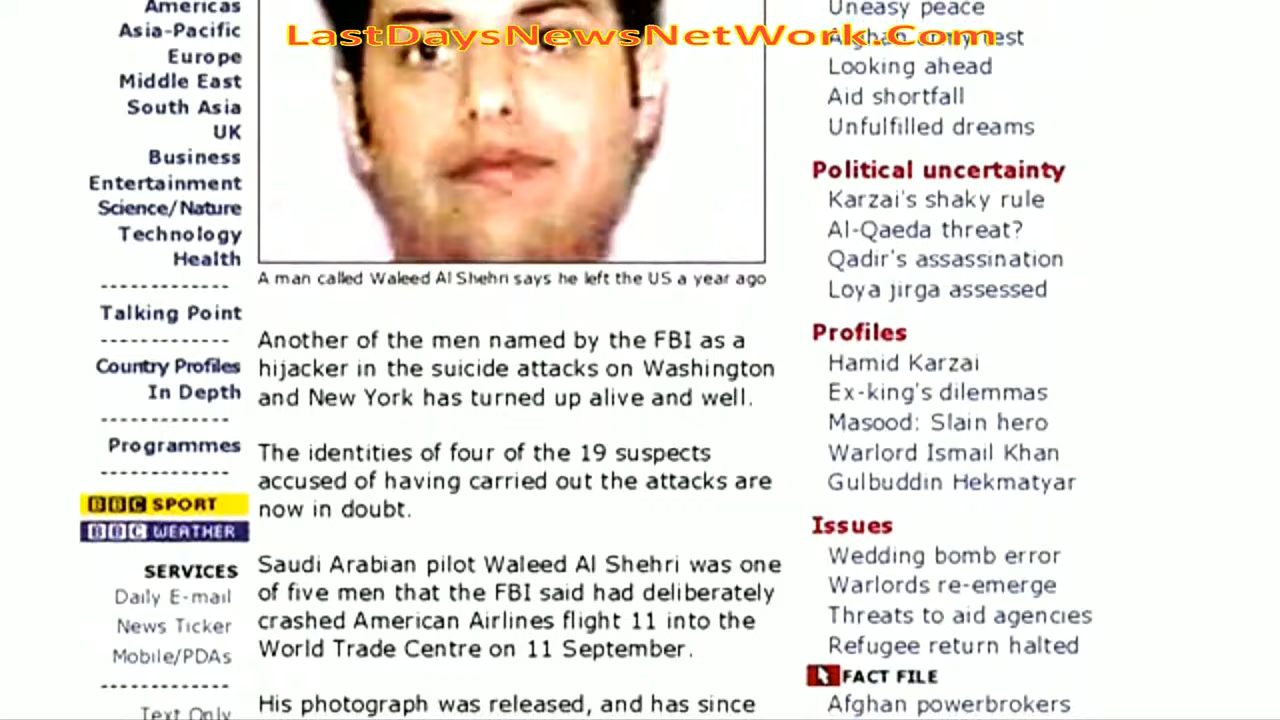 LastDaysNewsNetWork.Com
Americas
Asia-Pacific
Europe
Middle East
South Asia
UK
Business
Entertainment
Science/Nature
Technology
Health
Talking Point
Country Profiles
In Depth
Programmes
BBC SPORT
BBC WEATHER
SERVICES
Daily E-mail
News Ticker
Mobile/PDAs
Text Only
A man called Waleed Al Shehri says he left the US a year ago
Another of the men named by the FBI as a
hijacker in the suicide attacks on Washington
and New York has turned up alive and well.
The identities of four of the 19 suspects
accused of having carried out the attacks are
now in doubt.
Saudi Arabian pilot Waleed Al Shehri was one
of five men that the FBI said had deliberately
crashed American Airlines flight 11 into the
World Trade Centre on 11 September.
His photograph was released, and has since
Uneasy peace
Afghan
Looking ahead
Aid shortfall
Unfulfilled dreams
Political uncertainty
Karzai's shaky rule
Al-Qaeda threat?
Qadir's assassination
Loya jirga assessed
Profiles
Hamid Karzai
Ex-king's dilemmas
Masood: Slain hero
Warlord Ismail Khan
Gulbuddin Hekmatyar
Issues
Wedding bomb error
Warlords re-emerge
Threats to aid agencies
Refugee return halted
FACT FILE
Afghan powerbrokers